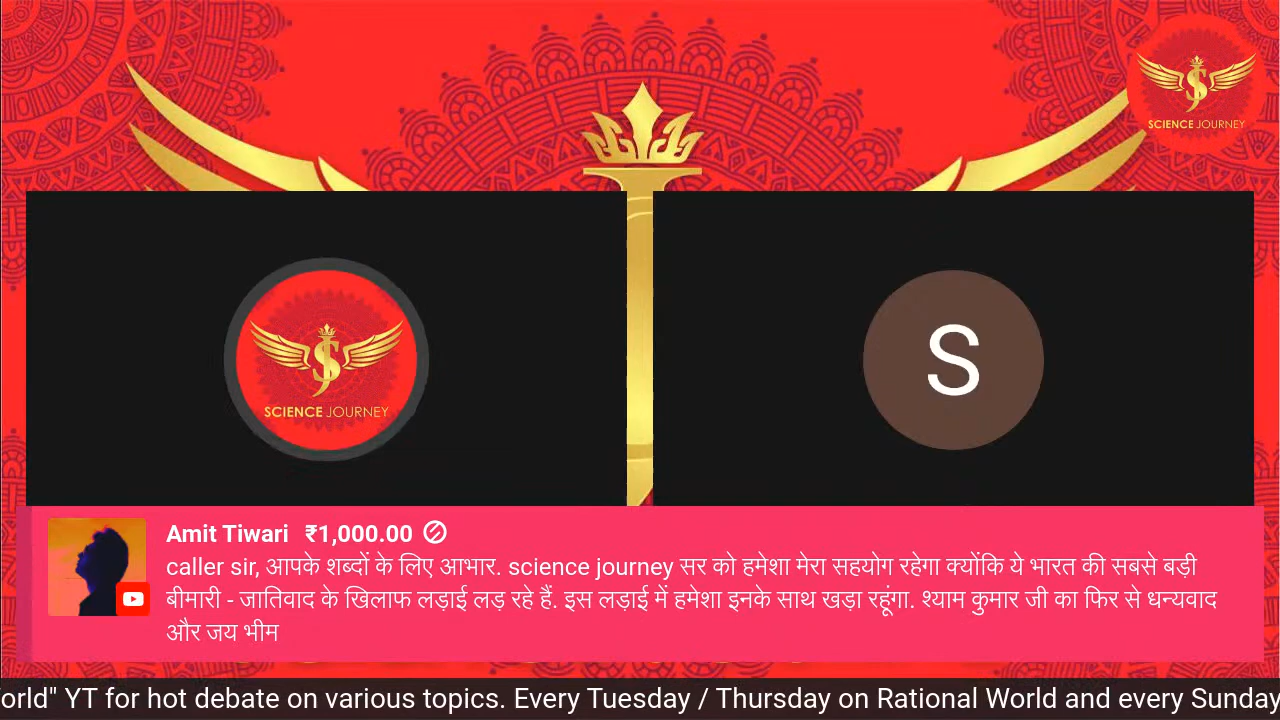 SCIENCE JOURNEY
SCIENCE JOURNEY
S
Amit Tiwari ₹1,000.00
caller sir, आपके शब्दों के लिए आभार. science journey सर को हमेशा मेरा सहयोग रहेगा क्योंकि ये भारत की सबसे बड़ी
बीमारी - जातिवाद के खिलाफ लड़ाई लड़ रहे हैं. इस लड़ाई में हमेशा इनके साथ खड़ा रहूंगा. श्याम कुमार जी का फिर से धन्यवाद
और जय भीम
orld" YT for hot debate on various topics. Every Tuesday / Thursday on Rational World and every Sunday